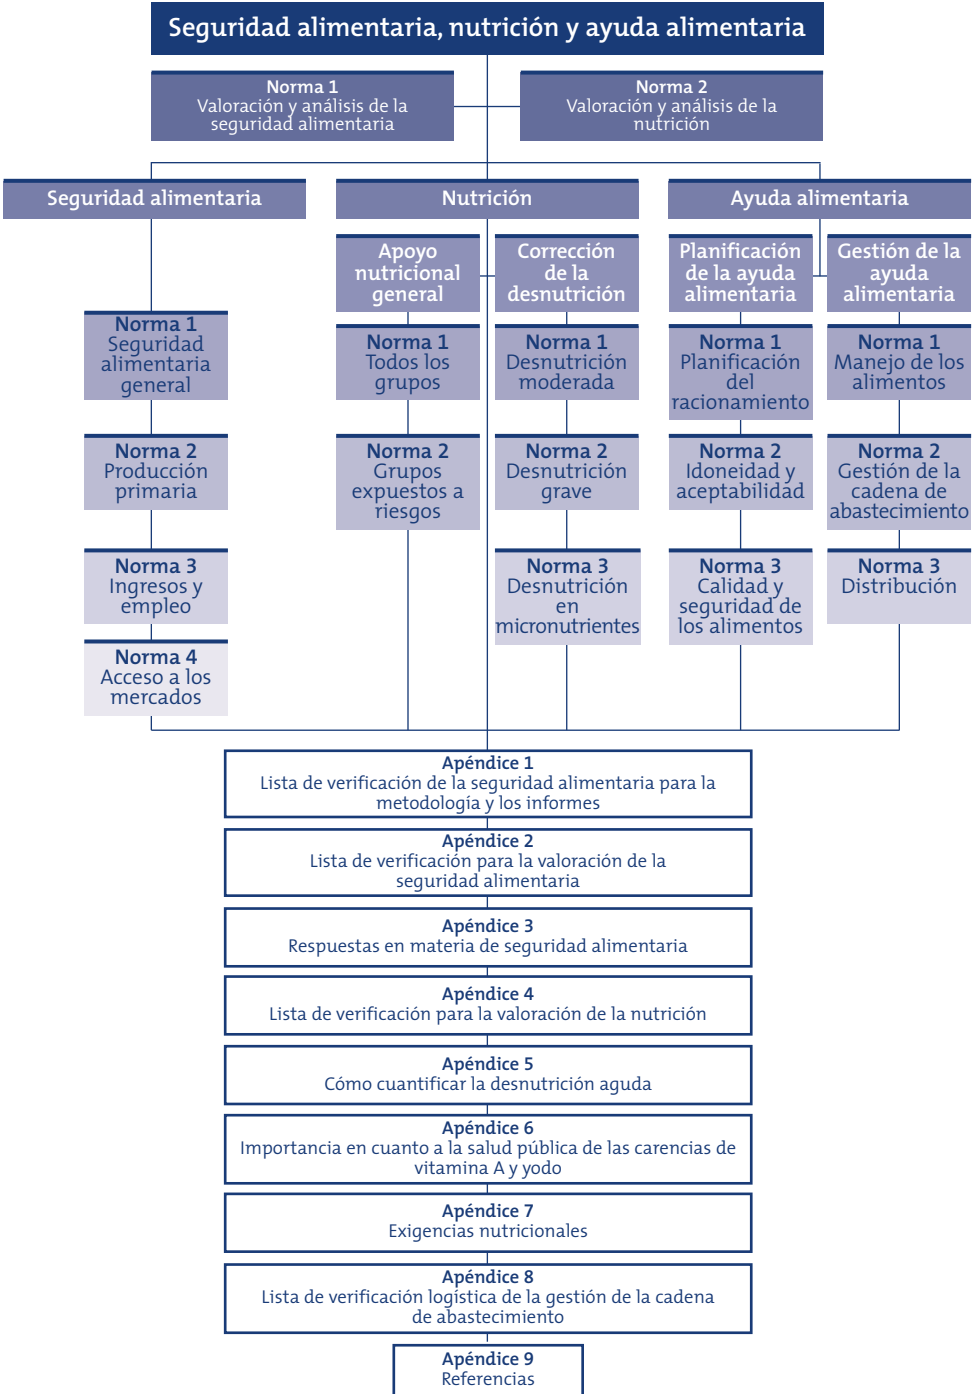 Seguridad alimentaria, nutrición y ayuda alimentaria
Norma 1
Valoración y análisis de la
seguridad alimentaria
Norma 2
Valoración y análisis de la
nutrición
Seguridad alimentaria
Nutrición
Ayuda alimentaria
Apoyo
nutricional
general
Corrección
de la
desnutrición
Planificación
de la ayuda
alimentaria
Gestión de la
ayuda
alimentaria
Norma 1
Seguridad
alimentaria
general
Norma 1
Todos los
grupos
Norma 1
Desnutrición
moderada
Norma 1
Planificación
del
racionamiento
Norma 1
Manejo de los
alimentos
Norma 2
Producción
primaria
Norma 2
Grupos
expuestos a
riesgos
Norma 2
Desnutrición
grave
Norma 2
Idoneidad y
aceptabilidad
Norma 2
Gestión de la
cadena de
abastecimiento
Norma 3
Ingresos y
empleo
Norma 3
Desnutrición
en
micronutrientes
Norma 3
Calidad y
seguridad de
los alimentos
Norma 3
Distribución
Norma 4
Acceso a los
mercados
Apéndice 1
Lista de verificación de la seguridad alimentaria para la
metodología y los informes
Apéndice 2
Lista de verificación para la valoración de la
seguridad alimentaria
Apéndice 3
Respuestas en materia de seguridad alimentaria
Apéndice 4
Lista de verificación para la valoración de la nutrición
Apéndice 5
Cómo cuantificar la desnutrición aguda
Apéndice 6
Importancia en cuanto a la salud pública de las carencias de
vitamina A y yodo
Apéndice 7
Exigencias nutricionales
Apéndice 8
Lista de verificación logística de la gestión de la cadena
de abastecimiento
Apéndice 9
Referencias